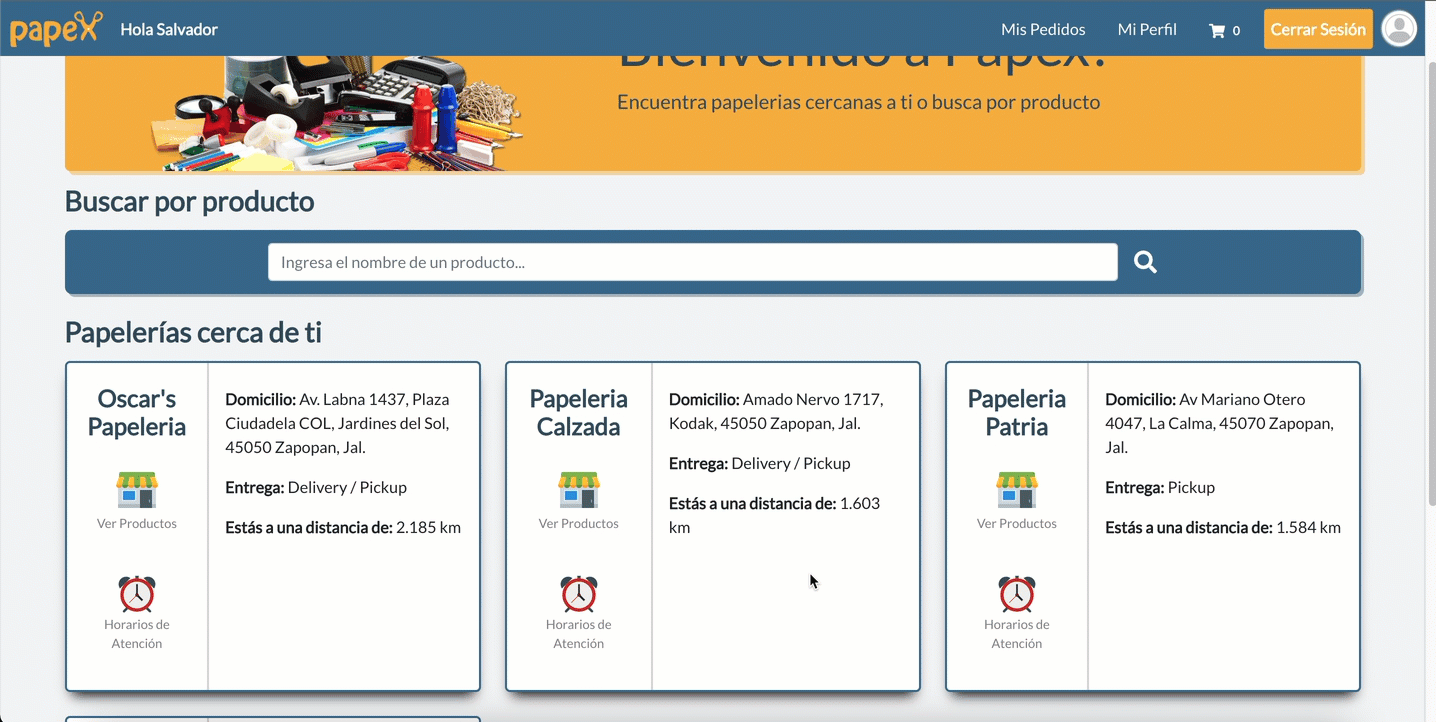 papex
Hola Salvador
Mis Pedidos
Mi Perfil
0
Cerrar Sesión
Bienvenido a Papex!
Encuentra papelerias cercanas a ti o busca por producto
Buscar por producto
Ingresa el nombre de un producto...
Papelerías cerca de ti
Oscar's
Papeleria
Ver Productos
Horarios de
Atención
Domicilio: Av. Labna 1437, Plaza
Ciudadela COL, Jardines del Sol,
45050 Zapopan, Jal.
Entrega: Delivery / Pickup
Estás a una distancia de: 2.185 km
Papeleria
Calzada
Ver Productos
Horarios de
Atención
Domicilio: Amado Nervo 1717,
Kodak, 45050 Zapopan, Jal.
Entrega: Delivery / Pickup
Estás a una distancia de: 1.603
km
Papeleria
Patria
Ver Productos
Horarios de
Atención
Domicilio: Av Mariano Otero
4047, La Calma, 45070 Zapopan,
Jal.
Entrega: Pickup
Estás a una distancia de: 1.584 km